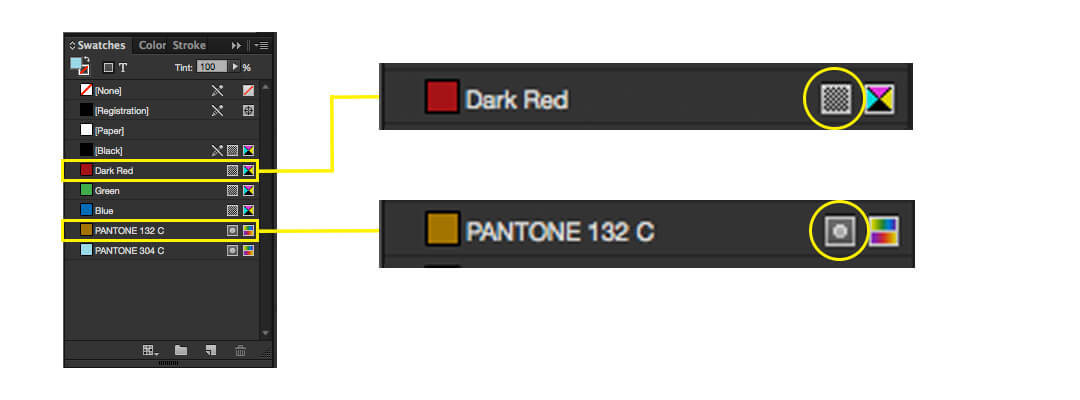 Swatches Color Stroke
T Tint: 100 %
[None]
[Registration]
[Paper]
[Black]
Dark Red
Green
Blue
PANTONE 132 C
PANTONE 304 C
Dark Red
PANTONE 132 C